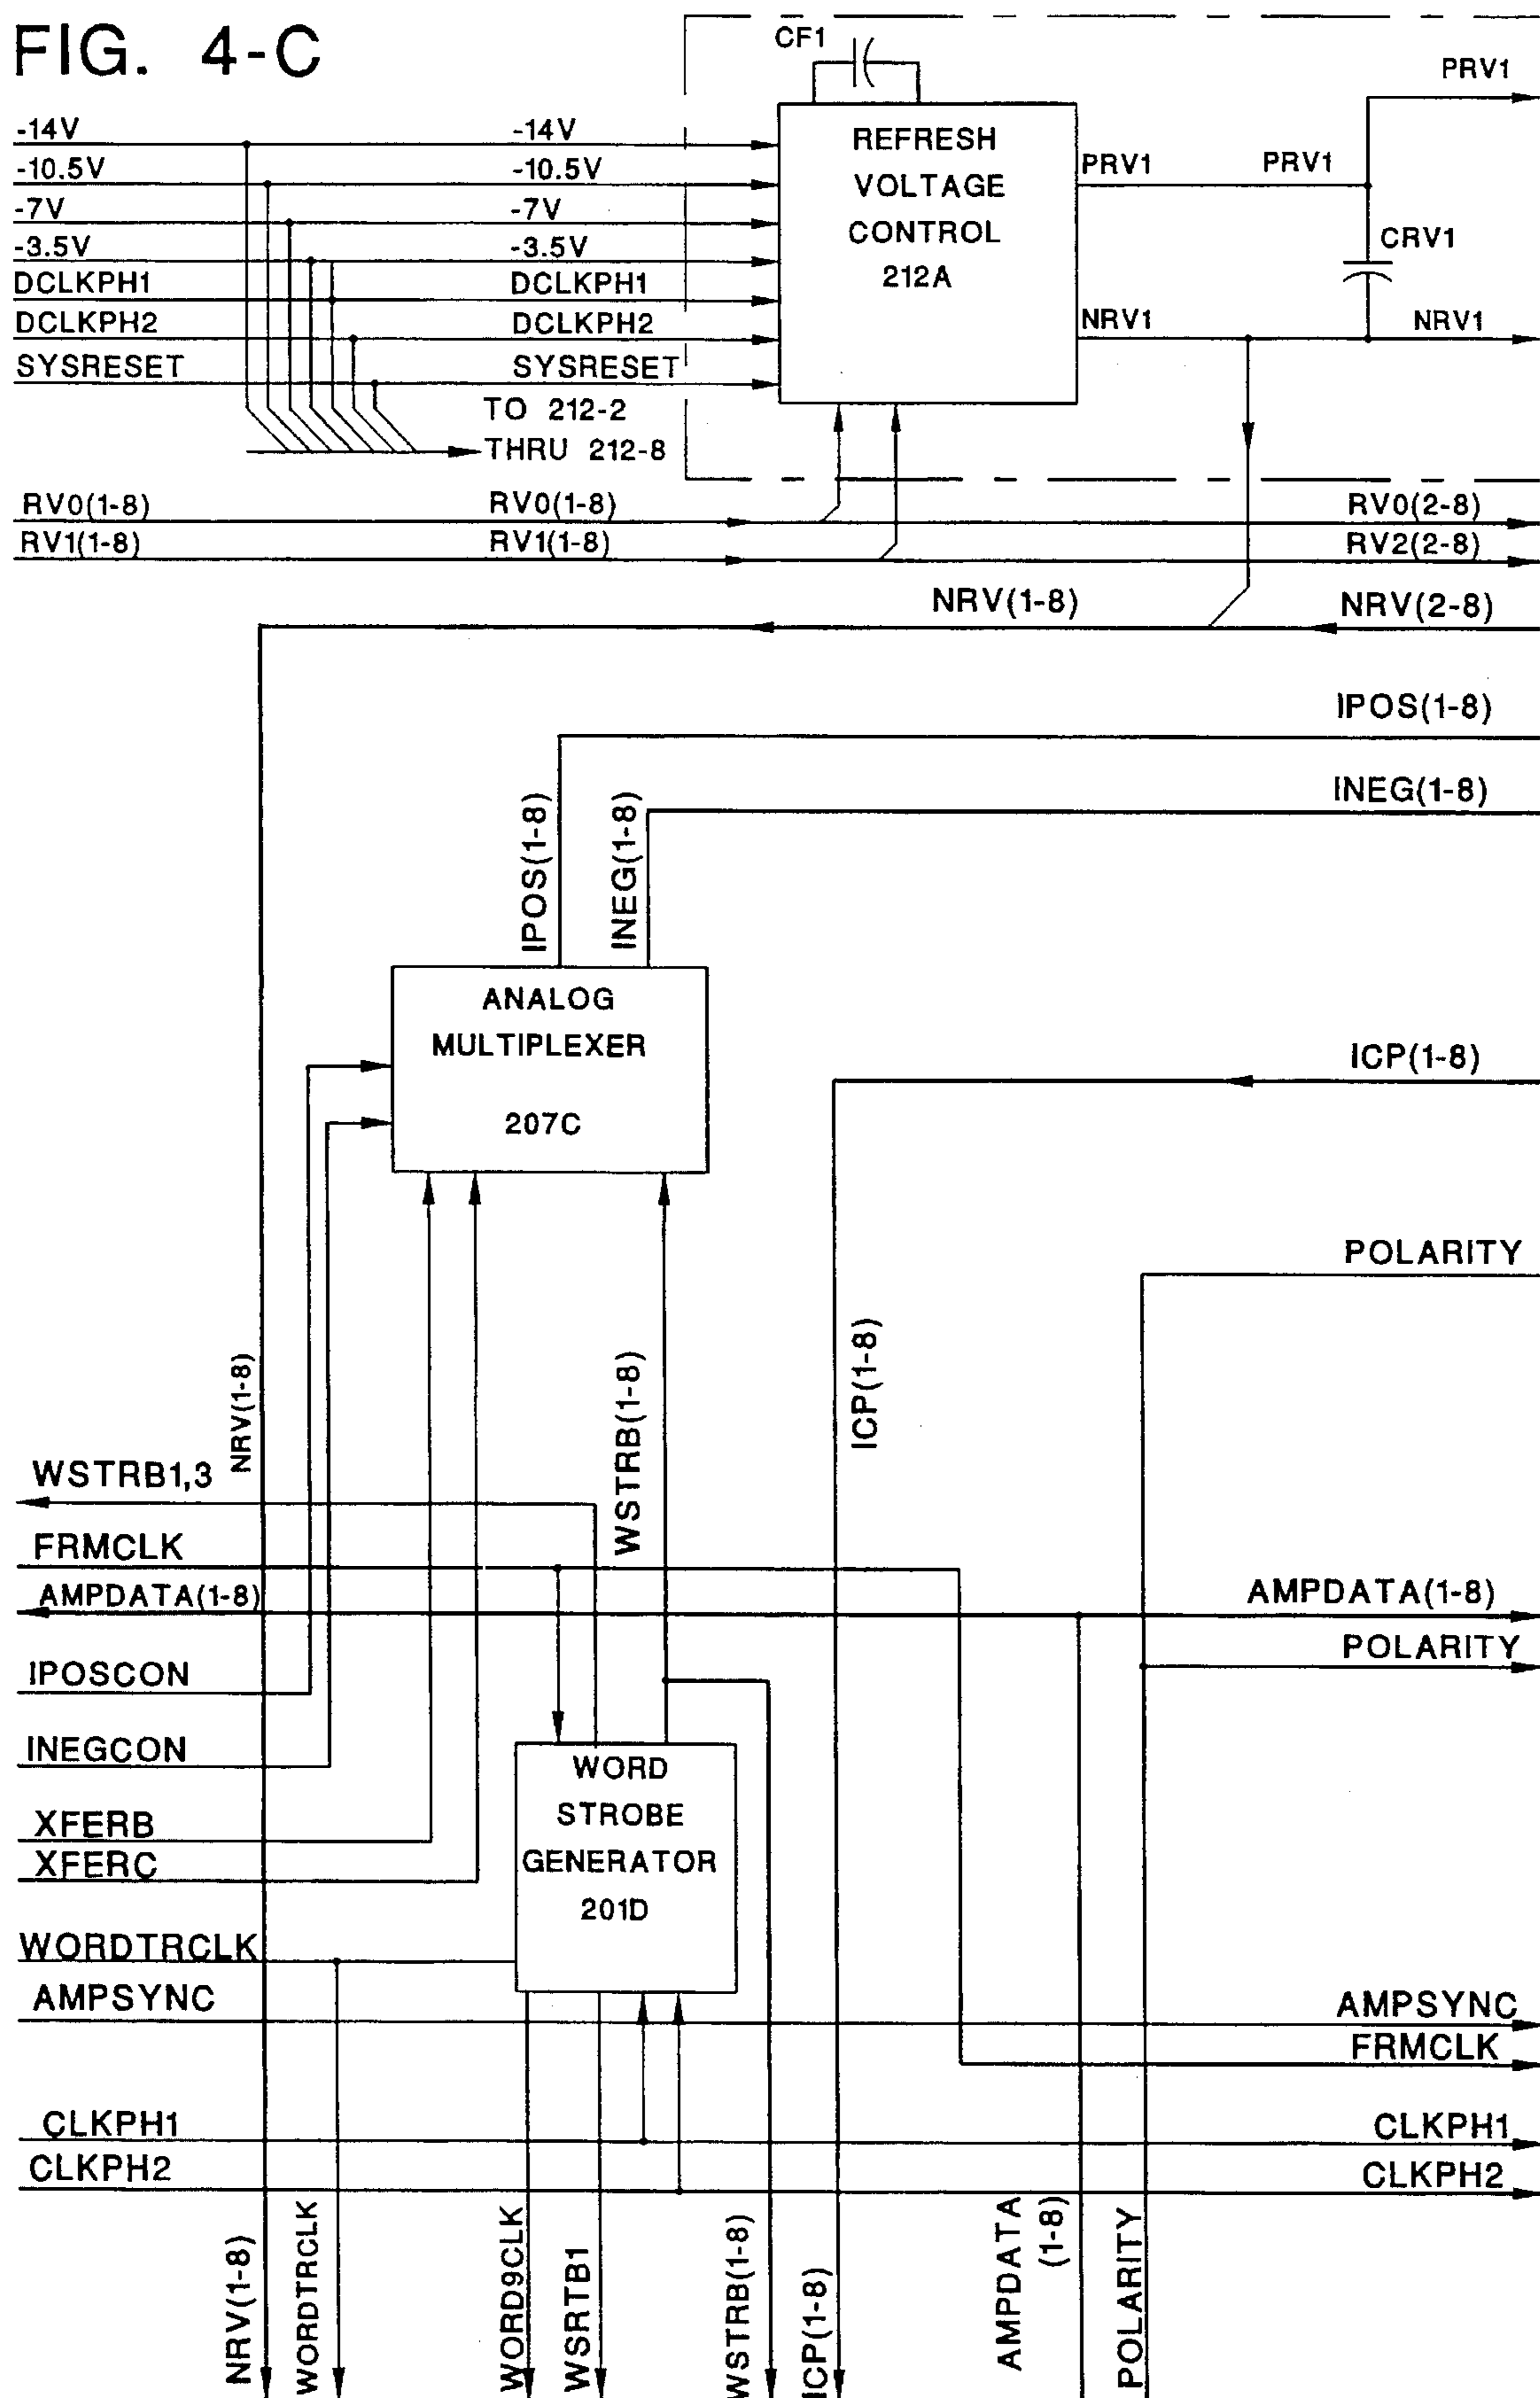 FIG. 4-C
CF1
PRV1
-14V -14V
-10.5V -10.5V
-7V -7V
-3.5V -3.5V
DCLKPH1 DCLKPH1
DCLKPH2 DCLKPH2
SYSRESET SYSRESET
TO 212-2
THRU 212-8
REFRESH
VOLTAGE
CONTROL
212A
PRV1 PRV1
CRV1
NRV1 NRV1
RV0(1-8) RV0(1-8) RV0(2-8)
RV1(1-8) RV1(1-8) RV2(2-8)
NRV(1-8) NRV(2-8)
IPOS(1-8)
INEG(1-8)
IPOS(1-8)
INEG(1-8)
ANALOG
MULTIPLEXER
207C
ICP(1-8)
POLARITY
NRV(1-8)
WSTRB(1-8)
ICP(1-8)
WSTRB1,3
FRMCLK
AMPDATA(1-8) AMPDATA(1-8)
POLARITY
IPOSCON
INEGCON
XFERB
XFERC
WORD
STROBE
GENERATOR
201D
WORDTRCLK
AMPSYNC AMPSYNC
FRMCLK
CLKPH1 CLKPH1
CLKPH2 CLKPH2
NRV(1-8)
WORDTRCLK
WORD9CLK
WSRTB1
WSTRB(1-8)
ICP(1-8)
AMPDATA
(1-8)
POLARITY